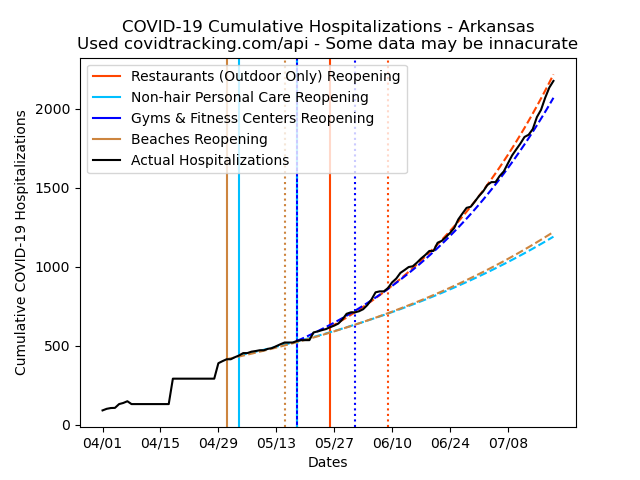 COVID-19 Cumulative Hospitalizations - Arkansas
Used covidtracking.com/api - Some data may be innacurate
Restaurants (Outdoor Only) Reopening
Non-hair Personal Care Reopening
Gyms & Fitness Centers Reopening
Beaches Reopening
Actual Hospitalizations
Cumulative COVID-19 Hospitalizations
2000
1500
1000
500
0
04/01 04/15 04/29 05/13 05/27 06/10 06/24 07/08
Dates